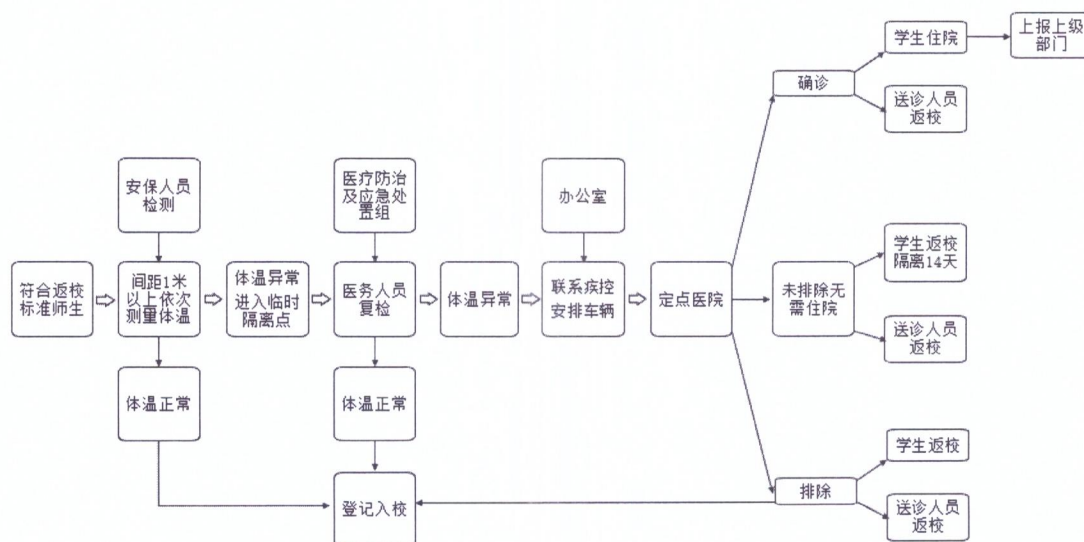 学生住院
上报上级
部门
确诊
送诊人员
返校
安保人员
检测
医疗防治
及应急处
置组
办公室
符合返校
标准师生
间距1米
以上依次
测量体温
体温异常
进入临时
隔离点
医务人员
复检
体温异常
联系疾控
安排车辆
定点医院
未排除无
需住院
学生返校
隔离14天
送诊人员
返校
体温正常
体温正常
登记入校
排除
学生返校
送诊人员
返校